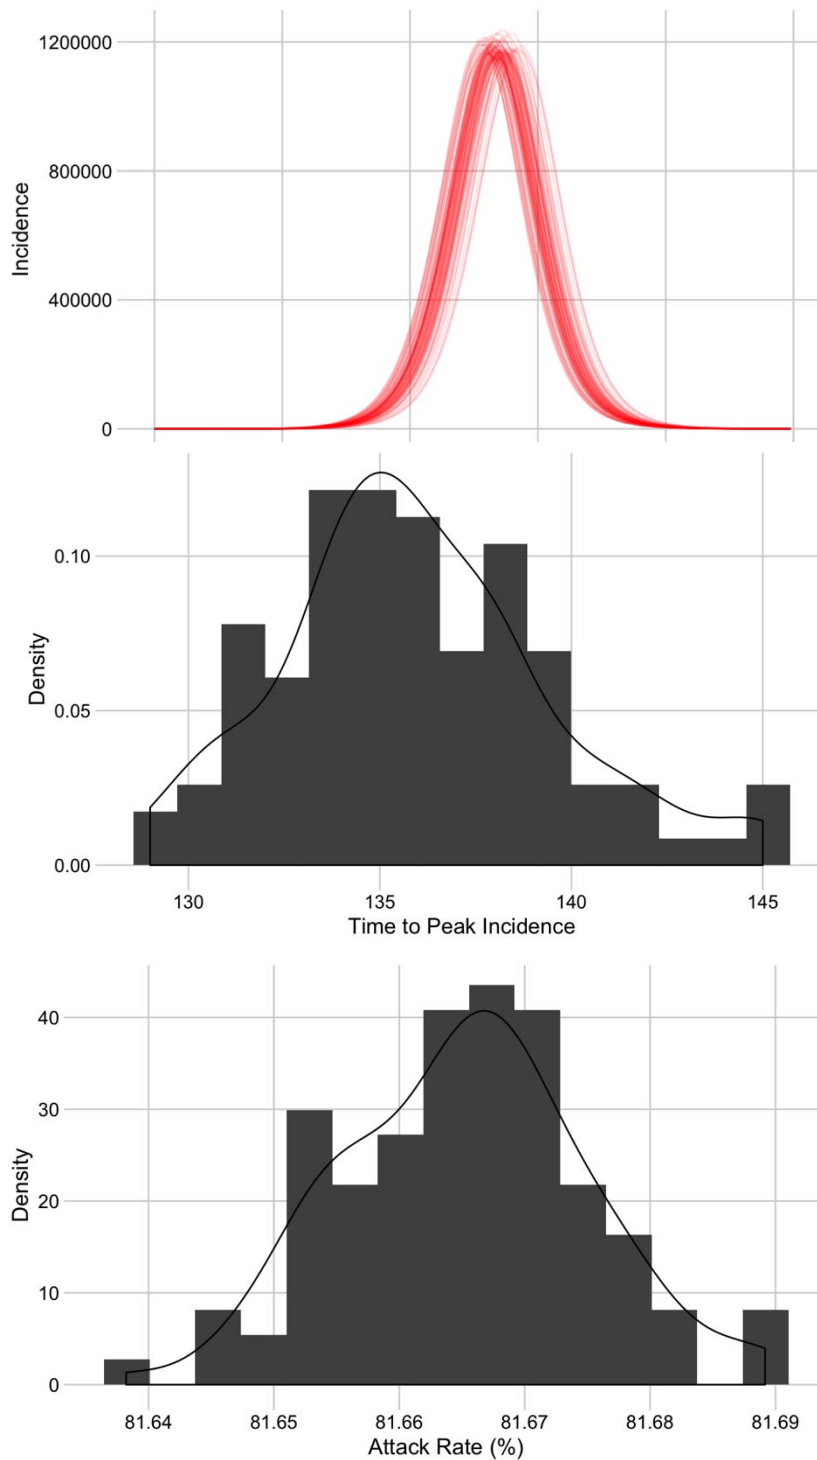 1200000
800000
400000
0
Incidence
0.10
0.05
0.00
Density
130 135 140 145
Time to Peak Incidence
40
30
20
10
0
Density
81.64 81.65 81.66 81.67 81.68 81.69
Attack Rate (%)